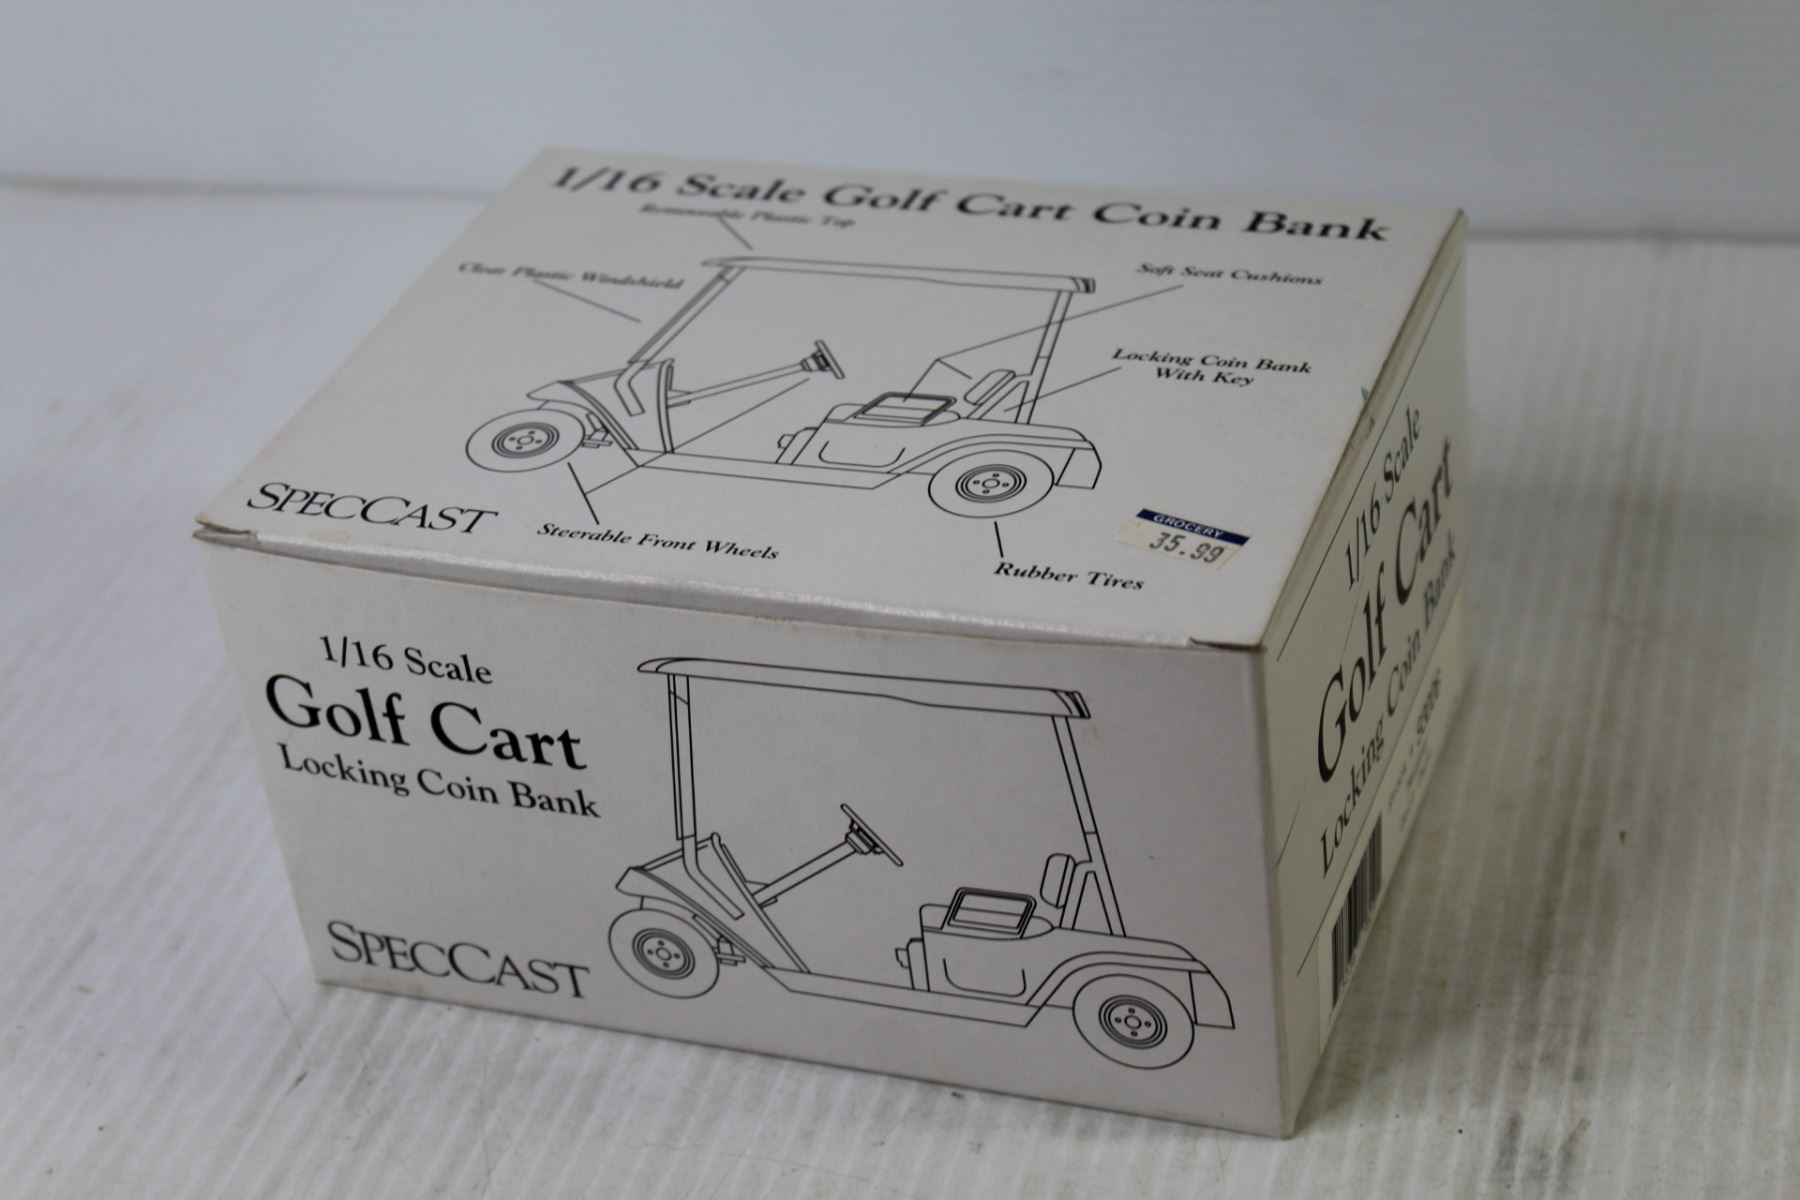 1/16 Scale Golf Cart Coin Bank
Removable Plastic Top
Clear Plastic Windshield
Soft Seat Cushions
Locking Coin Bank
With Key
SPECCAST
Steerable Front Wheels
Rubber Tires
GROCERY
35.99
1/16 Scale
Golf Cart
Locking Coin Bank
SPECCAST
1/16 Scale
Golf Cart
Locking Coin Bank